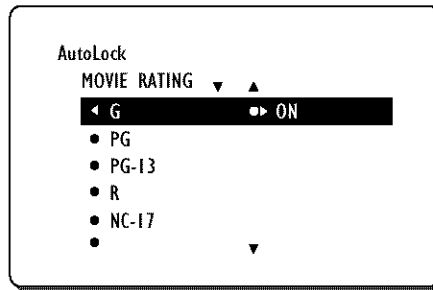 AutoLock
MOVIE RATING
G ON
PG
PG-13
R
NC-17